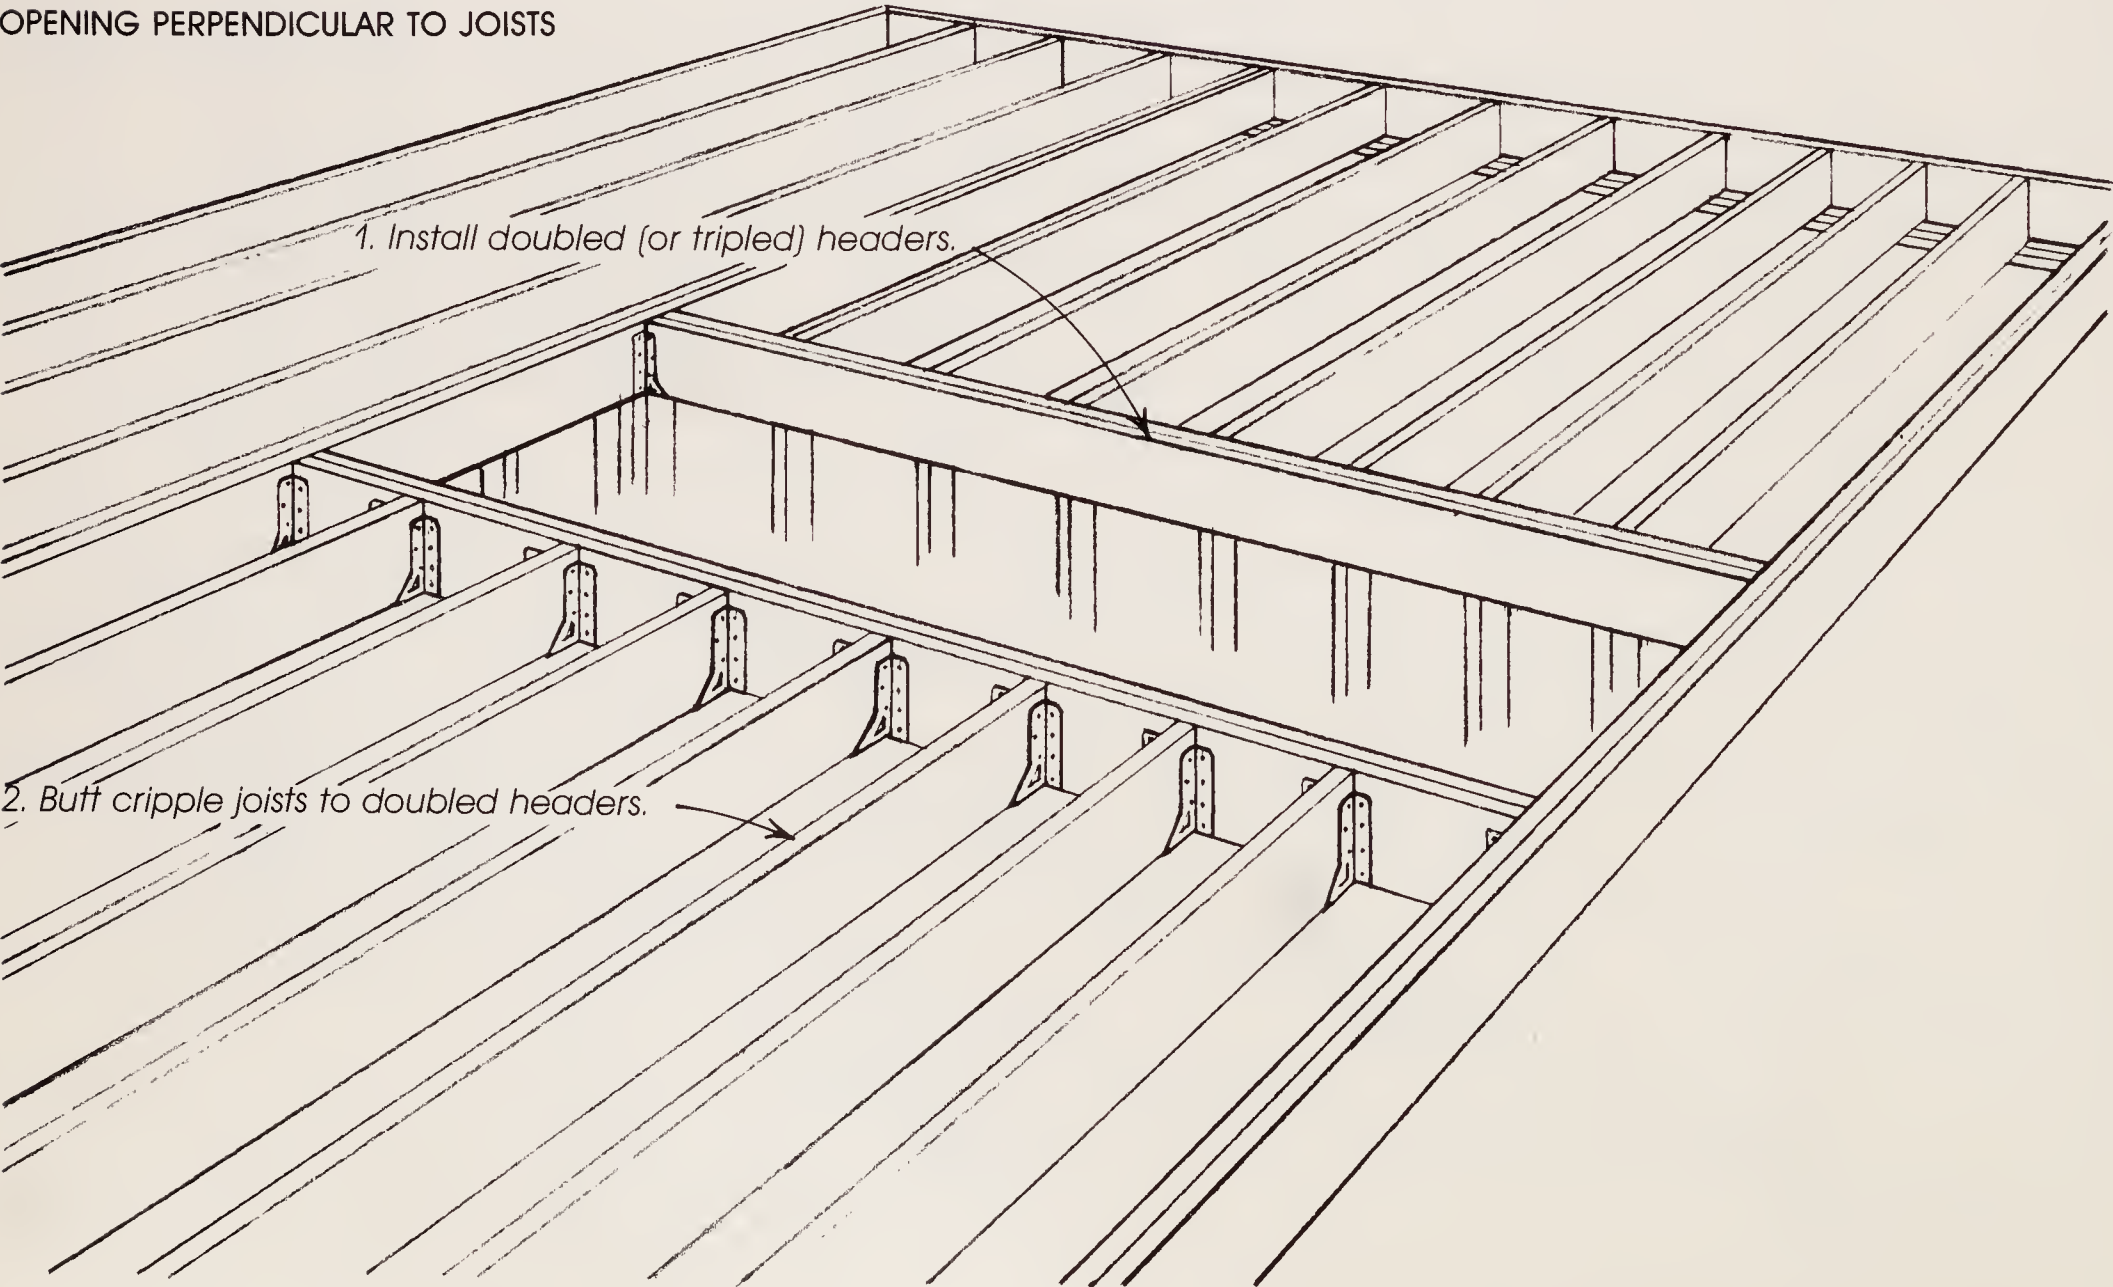 OPENING PERPENDICULAR TO JOISTS
1. Install doubled (or tripled) headers.
2. Butt cripple joists to doubled headers.